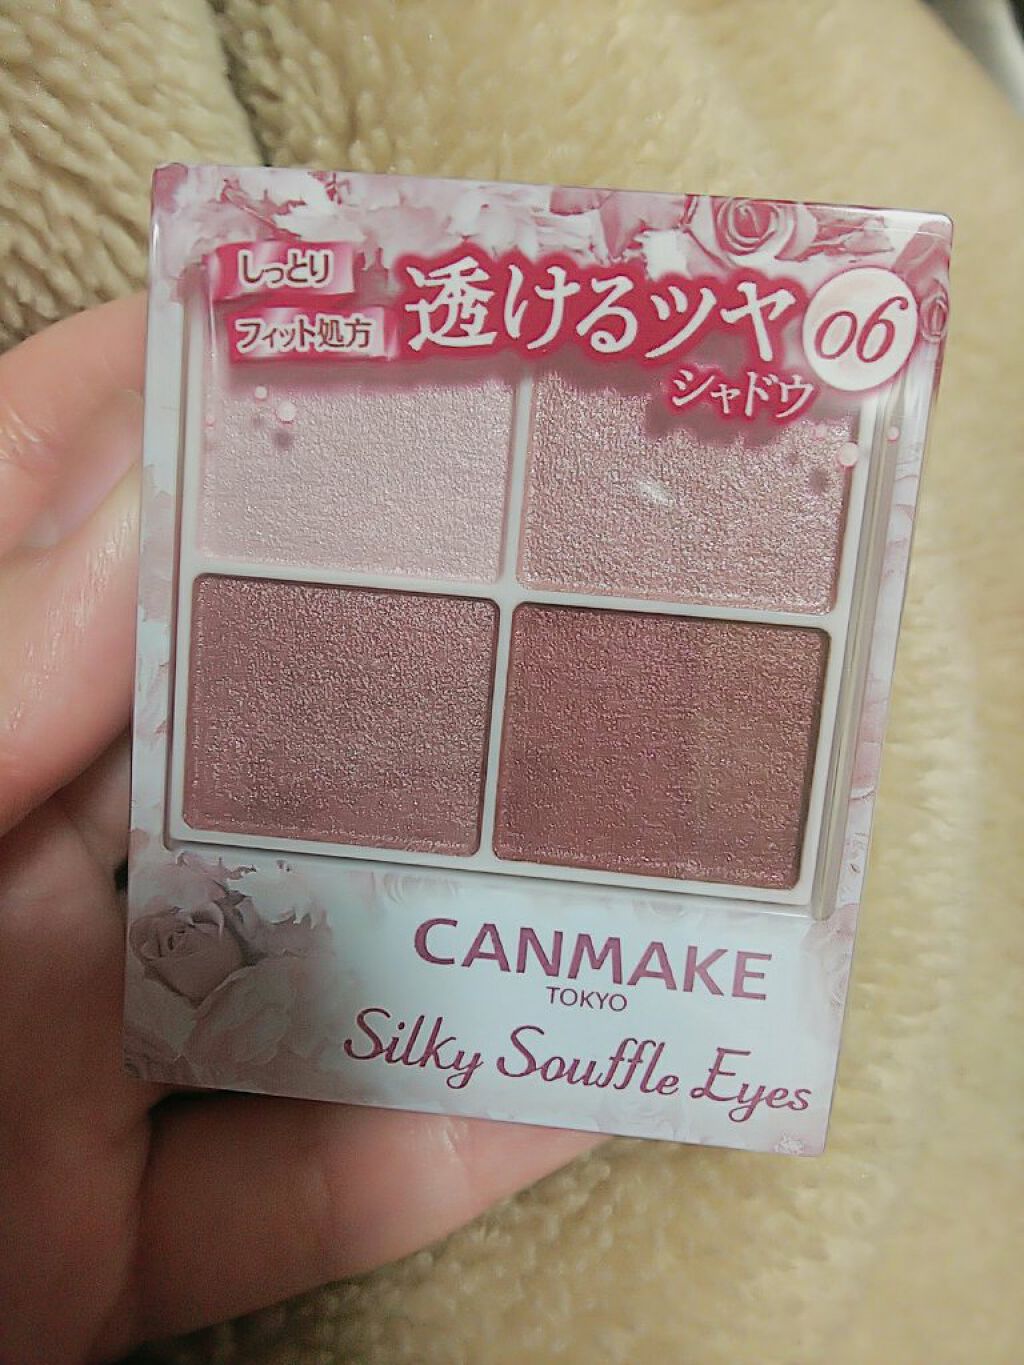 しっとり
フィット処方
透けるツヤ
シャドウ
06
CANMAKE
TOKYO
Silky Souffle Eyes